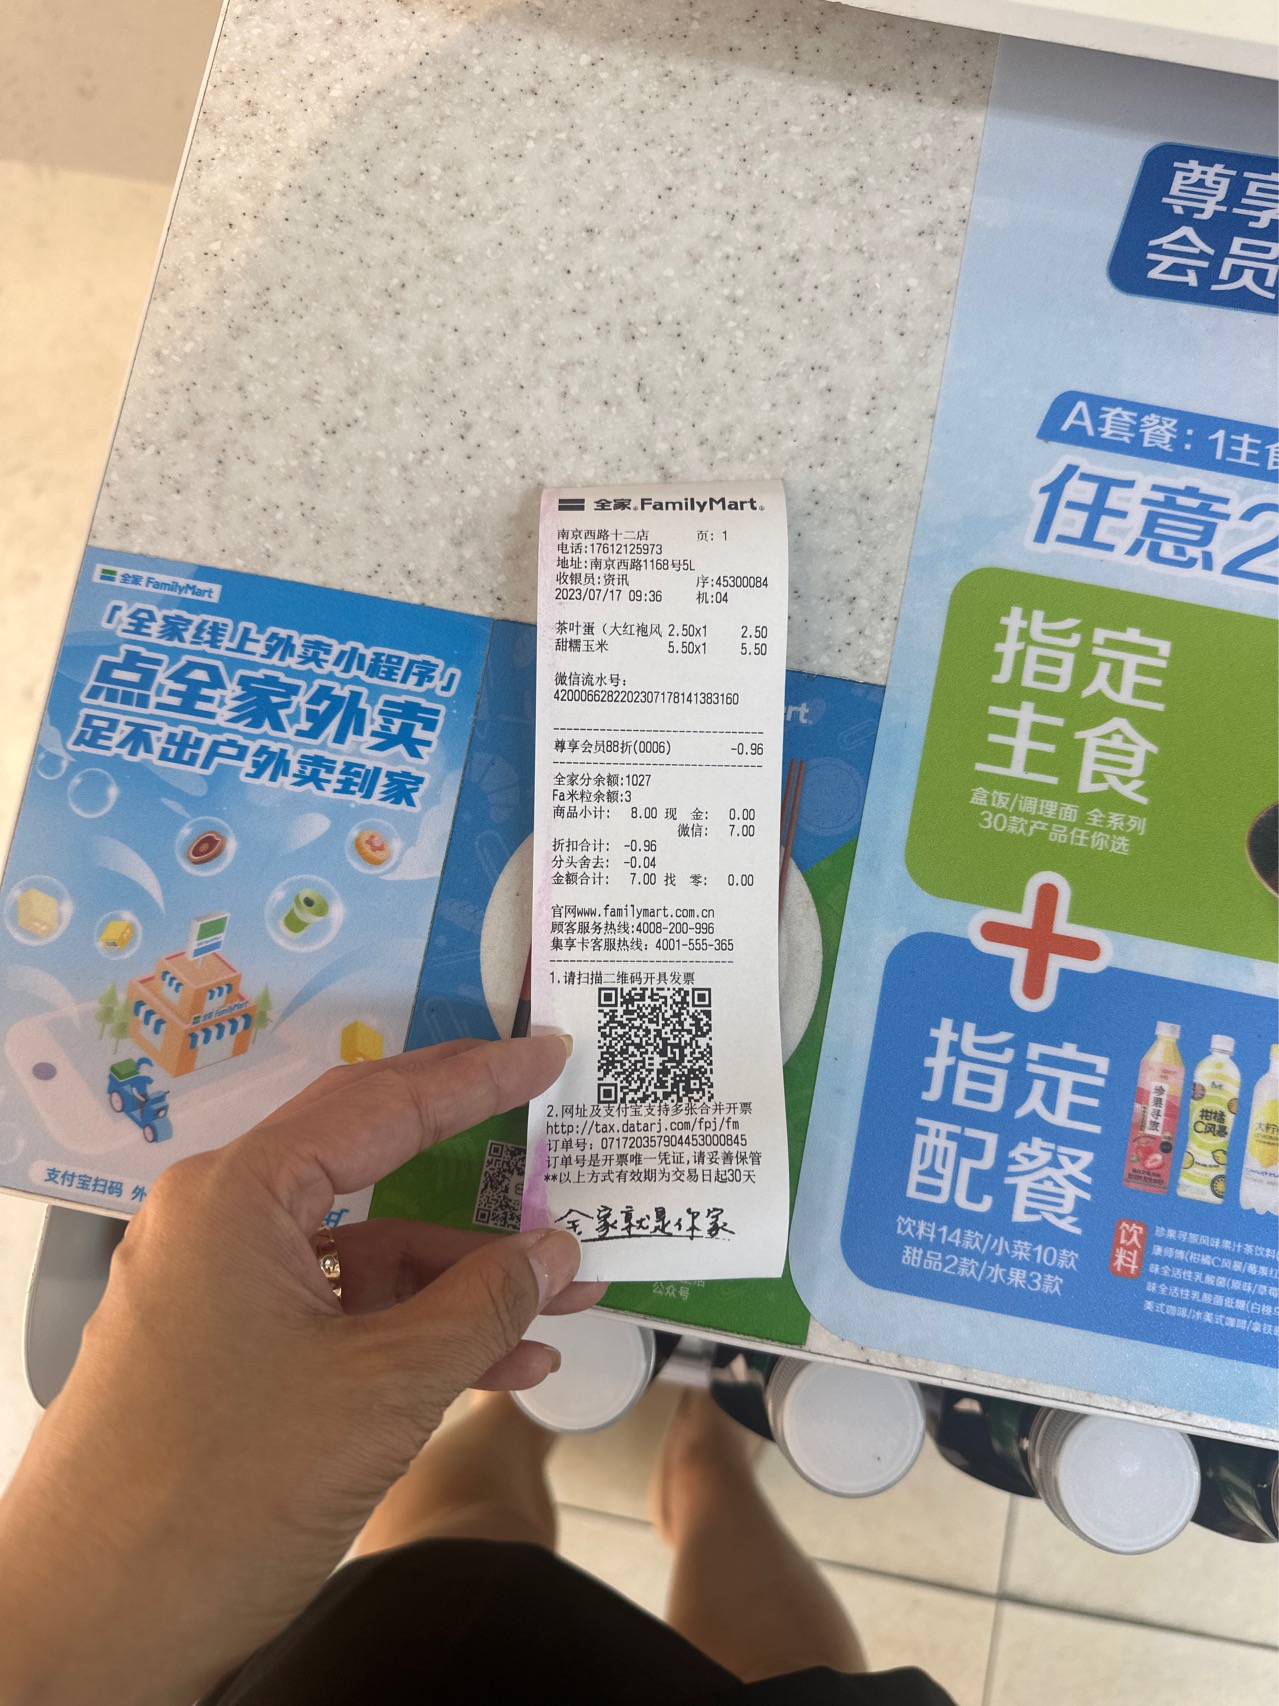 全家 FamilyMart
南京西路十二店 页: 1
电话:17612125973
地址:南京西路1168号5L
收银员:资讯 序:45300084
2023/07/17 09:36 机:04
茶叶蛋（大红袍风 2.50x1 2.50
甜糯玉米 5.50x1 5.50
微信流水号:
4200066282202307178141383160
尊享会员88折(0006) -0.96
全家分余额:1027
Fa米粒余额:3
商品小计: 8.00 现 金: 0.00
微信: 7.00
折扣合计: -0.96
分头舍去: -0.04
金额合计: 7.00 找 零: 0.00
官网www.familymart.com.cn
顾客服务热线:4008-200-996
集享卡客服热线: 4001-555-365
1.请扫描二维码开具发票
2.网址及支付宝支持多张合并开票
http://tax.datarj.com/fpj/fm
订单号: 071720357904453000845
订单号是开票唯一凭证,请妥善保管
**以上方式有效期为交易日起30天
全家就是你家
全家 FamilyMart
「全家线上外卖小程序」
点全家外卖
足不出户外卖到家
支付宝扫码
公众号
尊享
会员
A套餐：1主食
任意2
指定
主食
盒饭/调理面 全系列
30款产品任你选
指定
配餐
饮料14款/小菜10款
甜品2款/水果3款
饮料
珍果寻旅
柑橘
C风暴